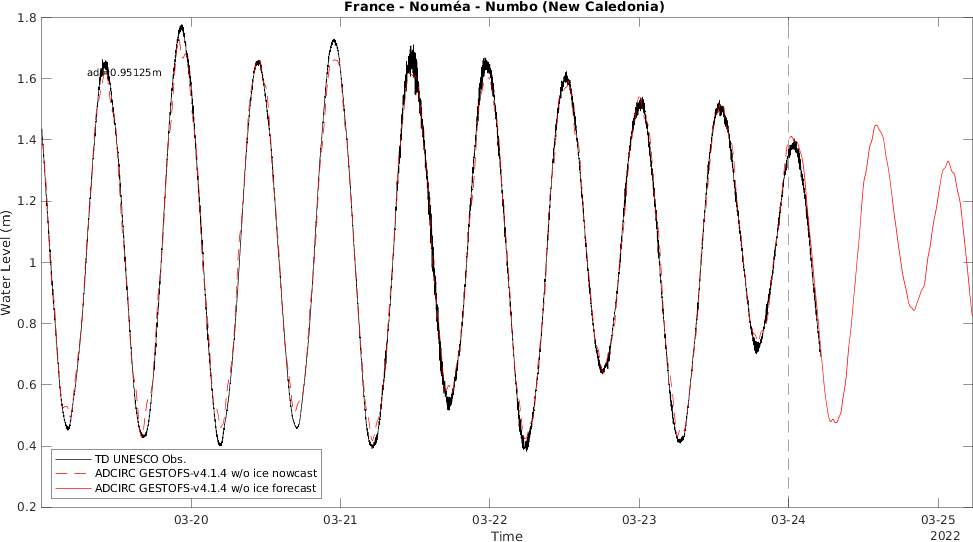 France - Nouméa - Numbo (New Caledonia)
1.8
1.6
1.4
1.2
1
0.8
0.6
0.4
0.2
Water Level (m)
0.95125m
TD UNESCO Obs.
ADCIRC GESTOFS-v4.1.4 w/o ice nowcast
ADCIRC GESTOFS-v4.1.4 w/o ice forecast
03-20
03-21
03-22
03-23
03-24
03-25
Time
2022